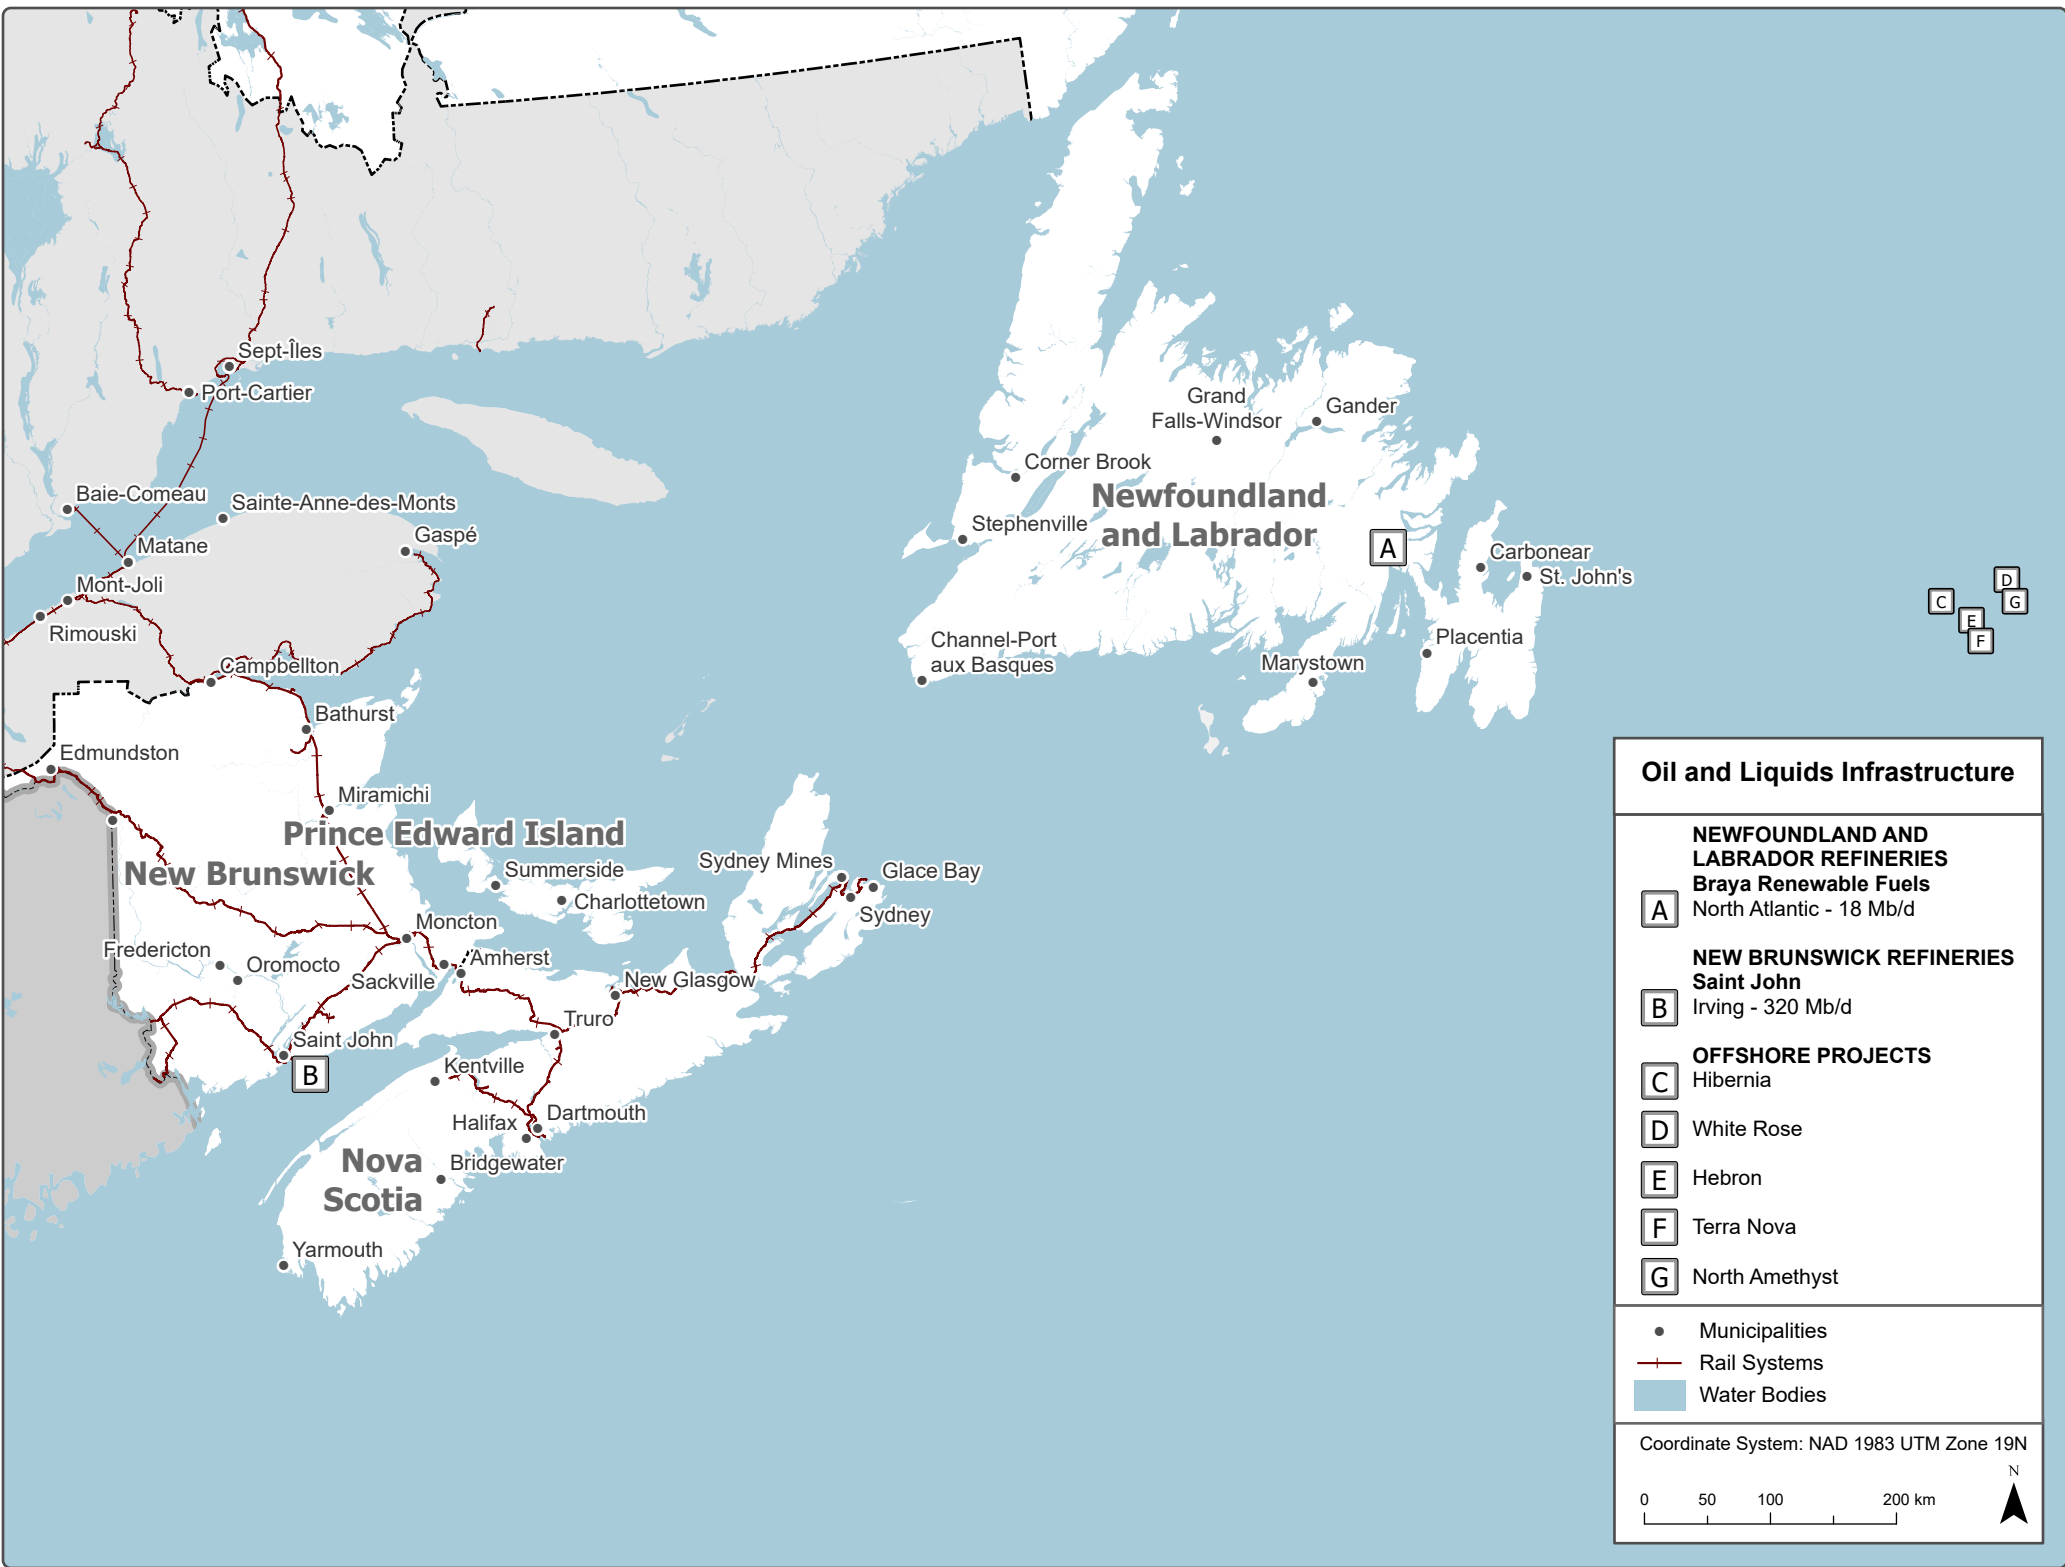 Sept-Îles
Port-Cartier
Baie-Comeau
Sainte-Anne-des-Monts
Matane
Gaspé
Mont-Joli
Rimouski
Campbellton
Bathurst
Edmundston
Miramichi
Prince Edward Island
New Brunswick
Summerside
Charlottetown
Sydney Mines
Glace Bay
Sydney
Moncton
Fredericton
Oromocto
Sackville
Amherst
New Glasgow
Truro
Saint John
B
Kentville
Halifax
Dartmouth
Bridgewater
Nova
Scotia
Yarmouth
Grand
Falls-Windsor
Gander
Corner Brook
Newfoundland
and Labrador
Stephenville
A
Carbonear
St. John's
Channel-Port
aux Basques
Marystown
Placentia
D
C
G
E
F
Oil and Liquids Infrastructure
NEWFOUNDLAND AND
LABRADOR REFINERIES
Braya Renewable Fuels
A North Atlantic - 18 Mb/d
NEW BRUNSWICK REFINERIES
Saint John
B Irving - 320 Mb/d
OFFSHORE PROJECTS
C Hibernia
D White Rose
E Hebron
F Terra Nova
G North Amethyst
Municipalities
Rail Systems
Water Bodies
Coordinate System: NAD 1983 UTM Zone 19N
N
0 50 100 200 km